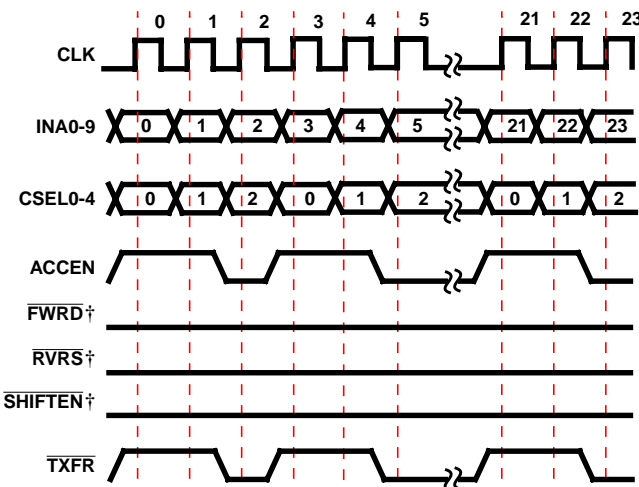 0 1 2 3 4 5 21 22 23
CLK
INA0-9 0 1 2 3 4 5 21 22 23
CSEL0-4 0 1 2 0 1 2 0 1 2
ACCEN
FWRD†
RVRS†
SHIFTEN†
TXFR